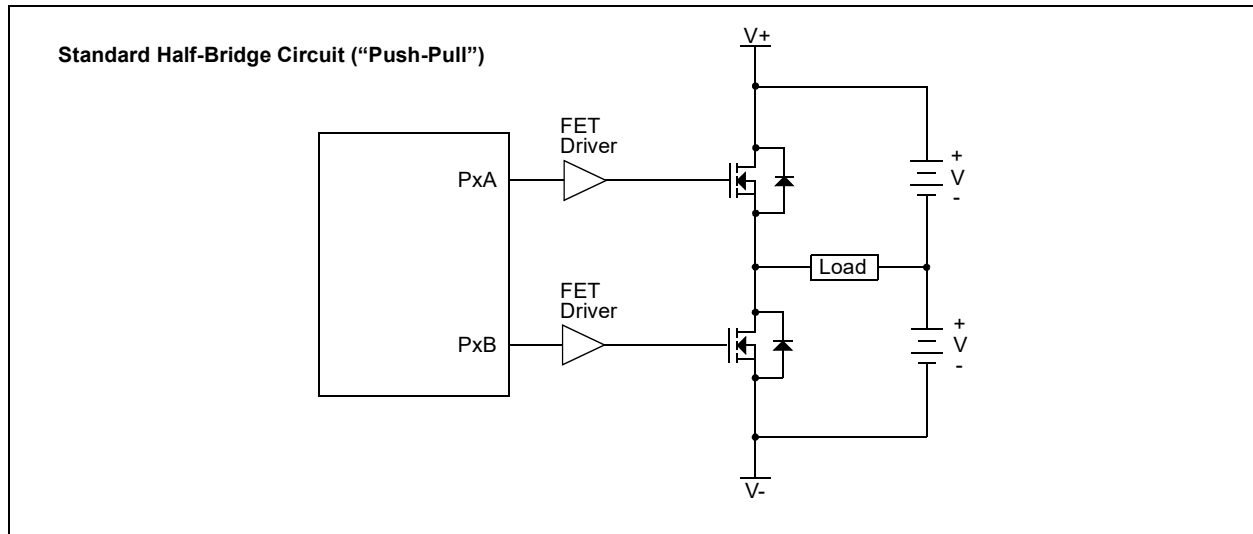 Standard Half-Bridge Circuit (“Push-Pull”)
V+
FET
Driver
PxA
+
V
-
Load
FET
Driver
PxB
+
V
-
V-